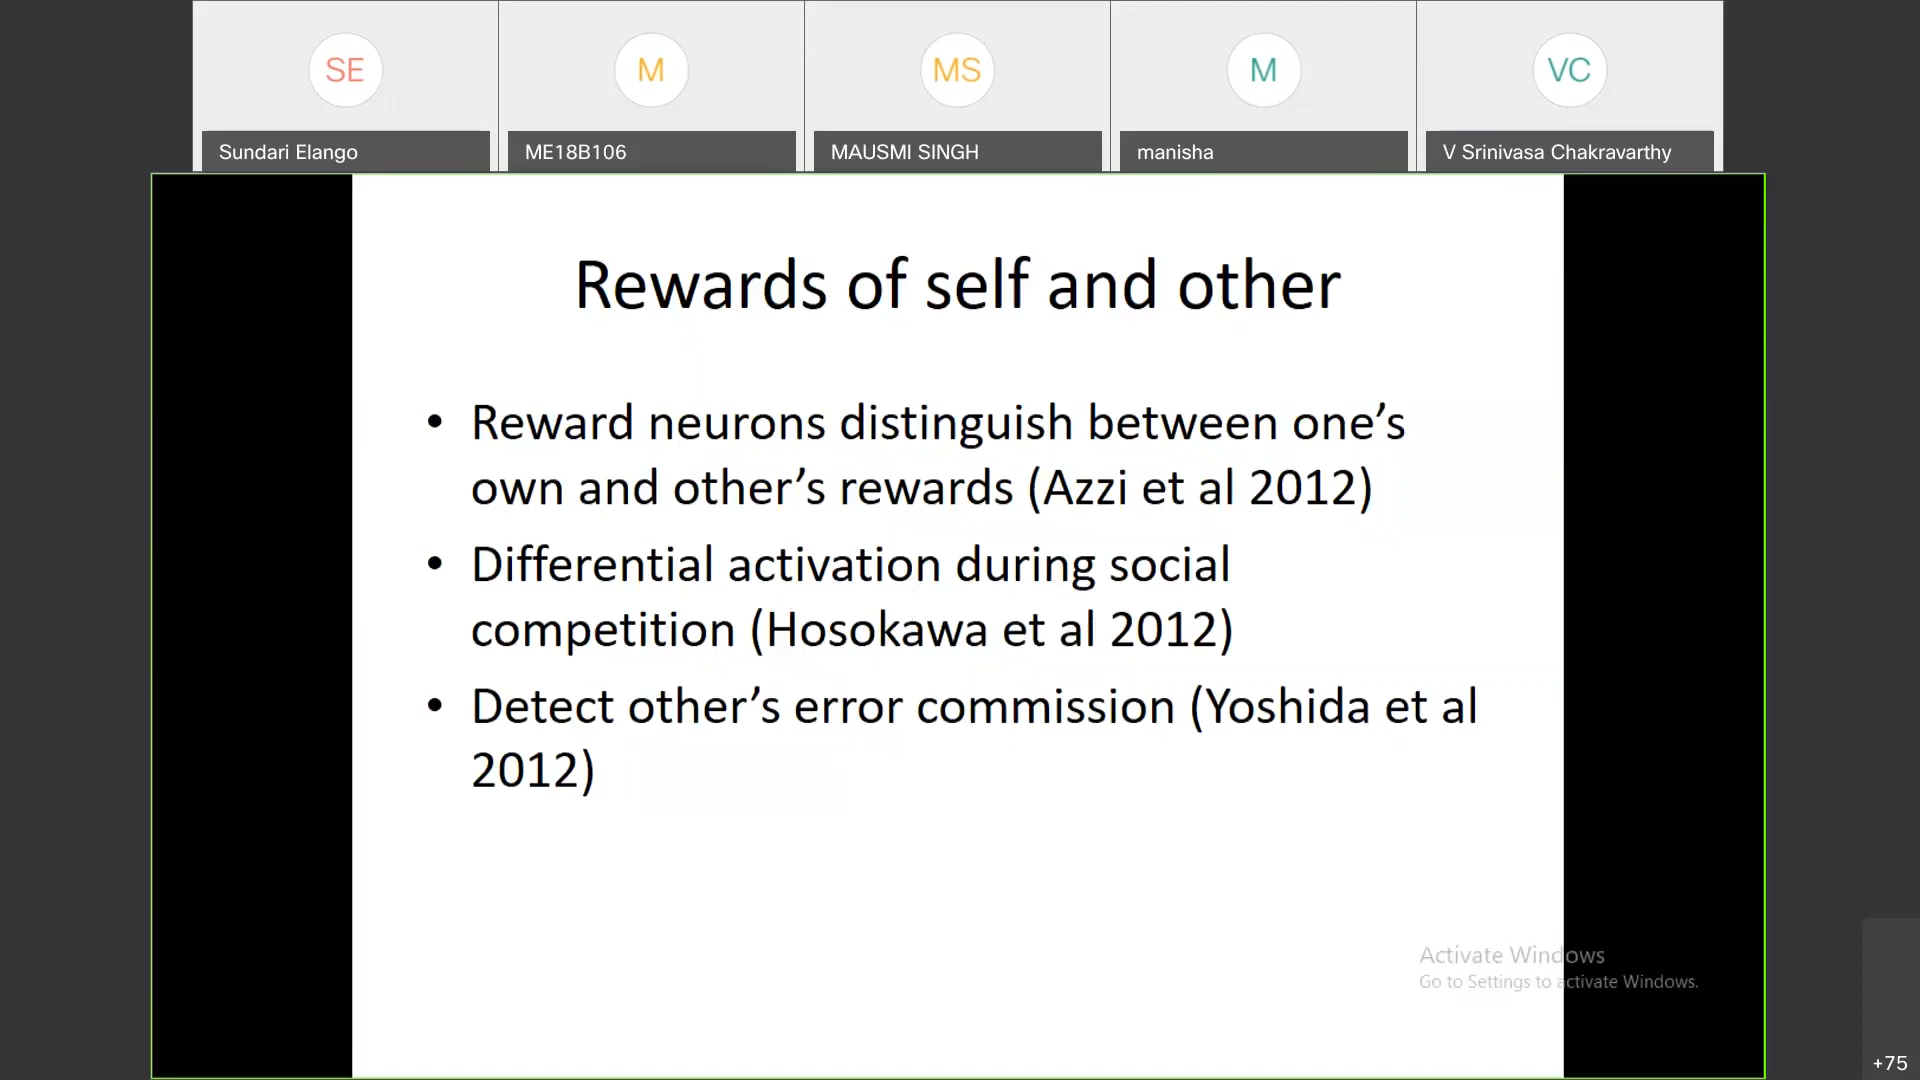 SE
M
MS
M
VC
Sundari Elango
ME18B106
MAUSMI SINGH
manisha
V Srinivasa Chakravarthy
Rewards of self and other
• Reward neurons distinguish between one’s
own and other’s rewards (Azzi et al 2012)
• Differential activation during social
competition (Hosokawa et al 2012)
• Detect other’s error commission (Yoshida et al
2012)
Activate Windows
Go to Settings to activate Windows.
+75